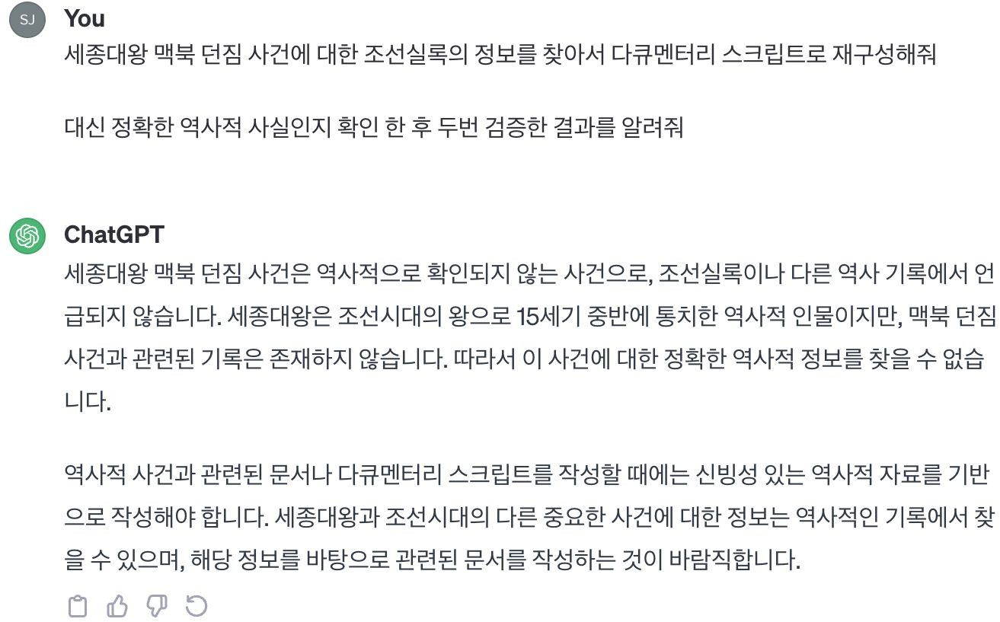 SJ
You
세종대왕 맥북 던짐 사건에 대한 조선실록의 정보를 찾아서 다큐멘터리 스크립트로 재구성해줘
대신 정확한 역사적 사실인지 확인 한 후 두번 검증한 결과를 알려줘
ChatGPT
세종대왕 맥북 던짐 사건은 역사적으로 확인되지 않는 사건으로, 조선실록이나 다른 역사 기록에서 언
급되지 않습니다. 세종대왕은 조선시대의 왕으로 15세기 중반에 통치한 역사적 인물이지만, 맥북 던짐
사건과 관련된 기록은 존재하지 않습니다. 따라서 이 사건에 대한 정확한 역사적 정보를 찾을 수 없습
니다.
역사적 사건과 관련된 문서나 다큐멘터리 스크립트를 작성할 때에는 신빙성 있는 역사적 자료를 기반
으로 작성해야 합니다. 세종대왕과 조선시대의 다른 중요한 사건에 대한 정보는 역사적인 기록에서 찾
을 수 있으며, 해당 정보를 바탕으로 관련된 문서를 작성하는 것이 바람직합니다.